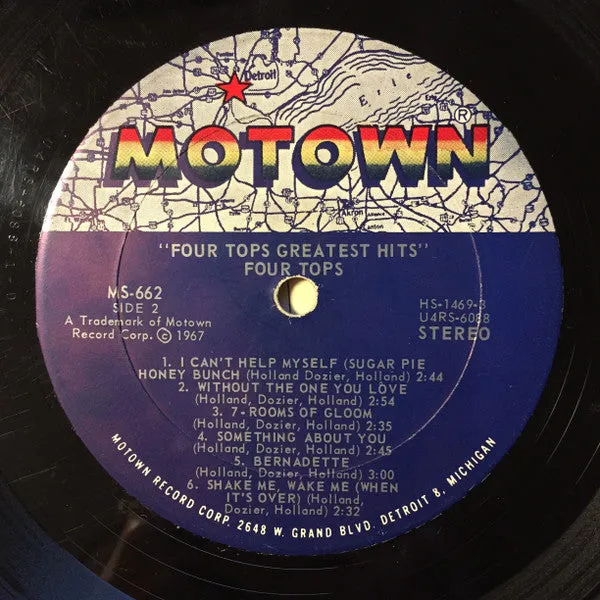 Detroit
Erie
MOTOWN®
Akron
"FOUR TOPS GREATEST HITS"
FOUR TOPS
MS-662
SIDE 2
A Trademark of Motown
Record Corp. © 1967
HS-1469-3
U4RS-6088
STEREO
1. I CAN'T HELP MYSELF (SUGAR PIE
HONEY BUNCH (Holland Dozier, Holland) 2:44
2. WITHOUT THE ONE YOU LOVE
(Holland, Dozier, Holland) 2:54
3. 7-ROOMS OF GLOOM
(Holland, Dozier, Holland) 2:35
4. SOMETHING ABOUT YOU
(Holland, Dozier, Holland) 2:45
5. BERNADETTE
(Holland, Dozier, Holland) 3:00
6. SHAKE ME, WAKE ME (WHEN
IT'S OVER) (Holland,
Dozier, Holland) 2:32
MOTOWN RECORD CORP. 2648 W. GRAND BLVD. DETROIT 8, MICHIGAN